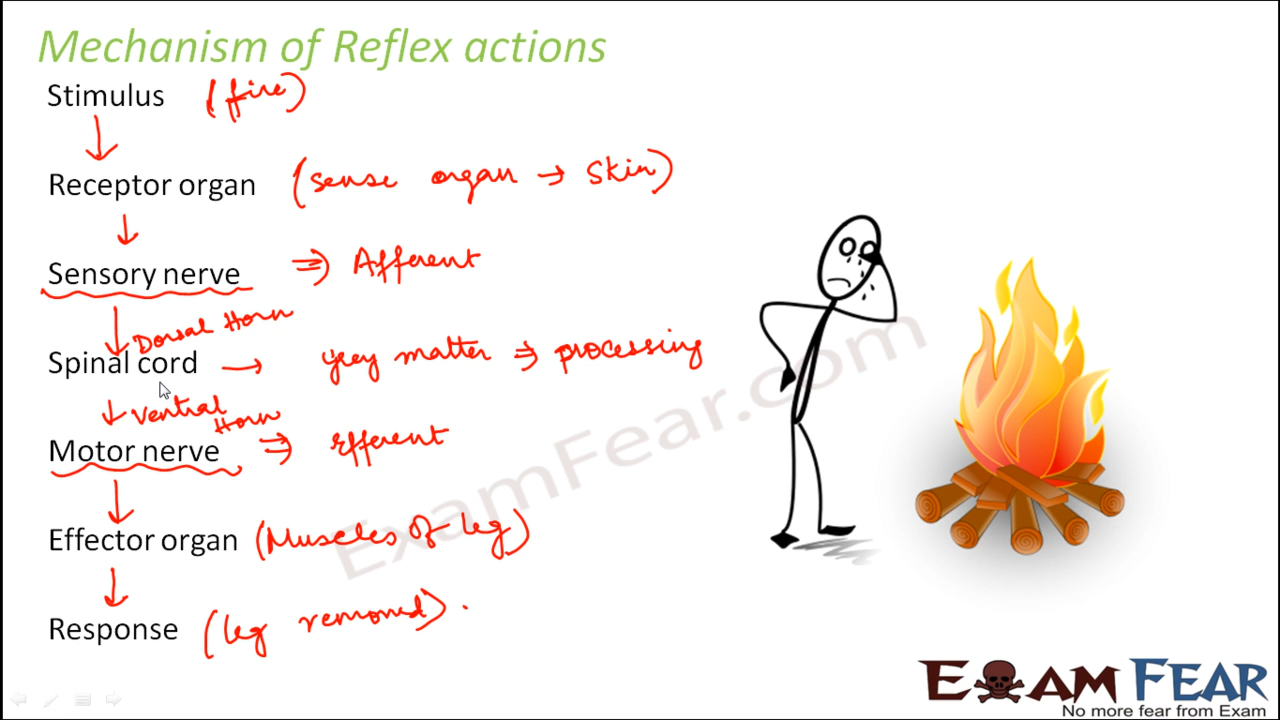 Mechanism of Reflex actions
Stimulus (fire)
Receptor organ (sense organ → Skin)
Sensory nerve ⇒ Afferent
Dorsal Horn
Spinal cord → grey matter ⇒ processing
Ventral
Horn
Motor nerve ⇒ Efferent
Effector organ (Muscles of leg)
Response (leg removed).
ExamFear.com
EXAM FEAR
No more fear from Exam